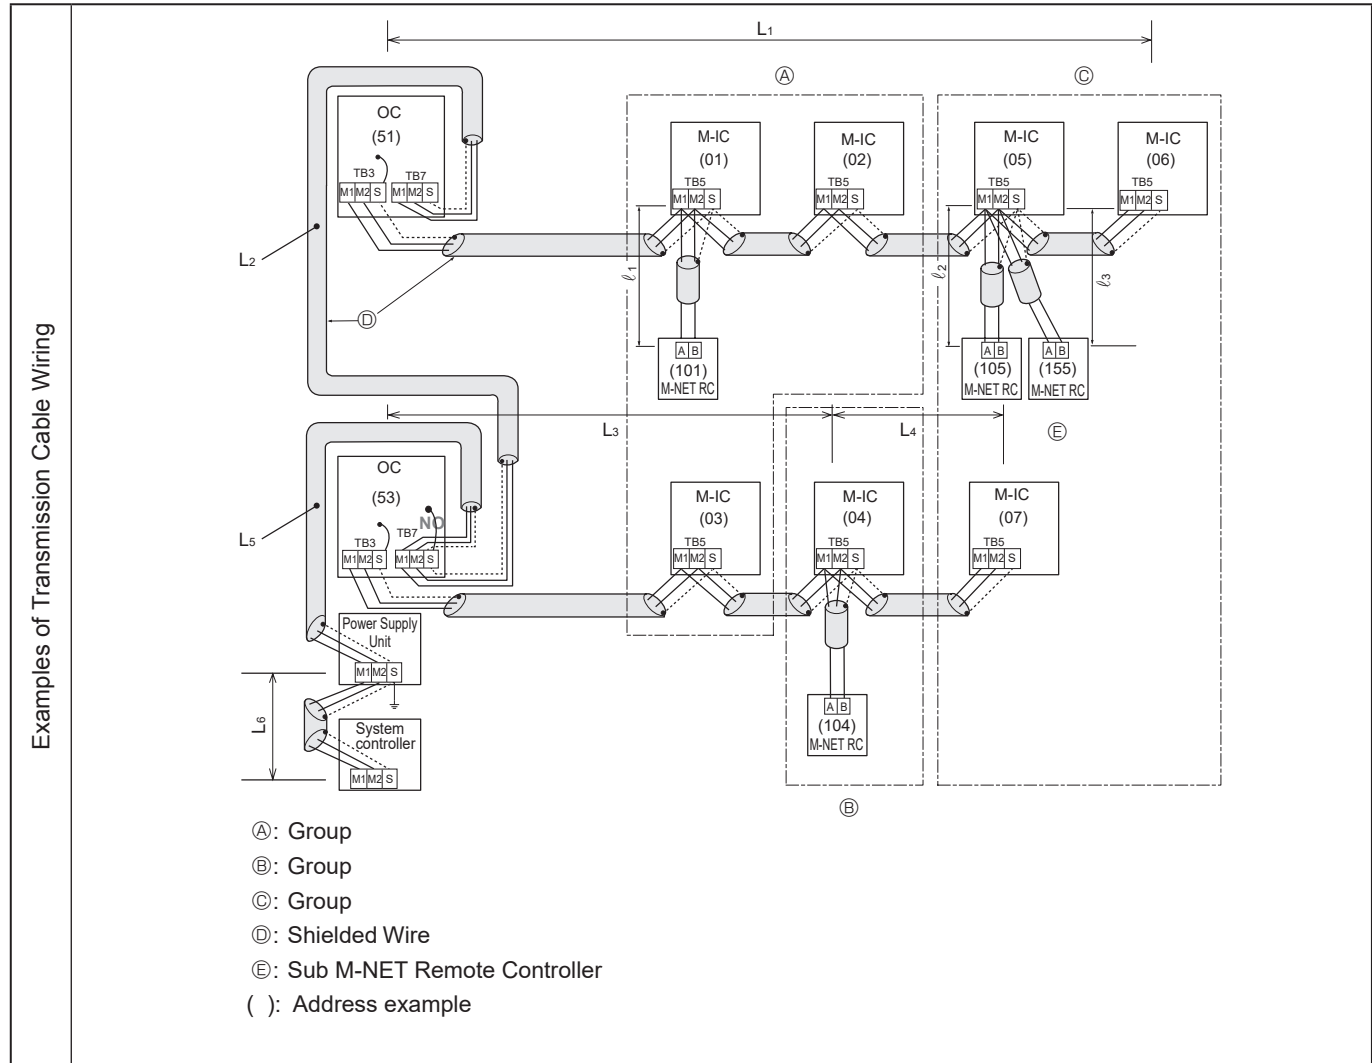 Examples of Transmission Cable Wiring
L1
Ⓐ
Ⓒ
OC
(51)
TB3
TB7
M1 M2 S
M1 M2 S
M-IC
(01)
TB5
M1 M2 S
M-IC
(02)
TB5
M1 M2 S
M-IC
(05)
TB5
M1 M2 S
M-IC
(06)
TB5
M1 M2 S
L2
Ⓓ
ℓ1
ℓ2
ℓ3
A B
(101)
M-NET RC
A B
(105)
M-NET RC
A B
(155)
M-NET RC
L3
L4
Ⓔ
OC
(53)
NO
TB3
TB7
M1 M2 S
M1 M2 S
M-IC
(03)
TB5
M1 M2 S
M-IC
(04)
TB5
M1 M2 S
M-IC
(07)
TB5
M1 M2 S
L5
Power Supply
Unit
M1 M2 S
L6
System
controller
M1 M2 S
A B
(104)
M-NET RC
Ⓑ
Ⓐ: Group
Ⓑ: Group
Ⓒ: Group
Ⓓ: Shielded Wire
Ⓔ: Sub M-NET Remote Controller
( ): Address example